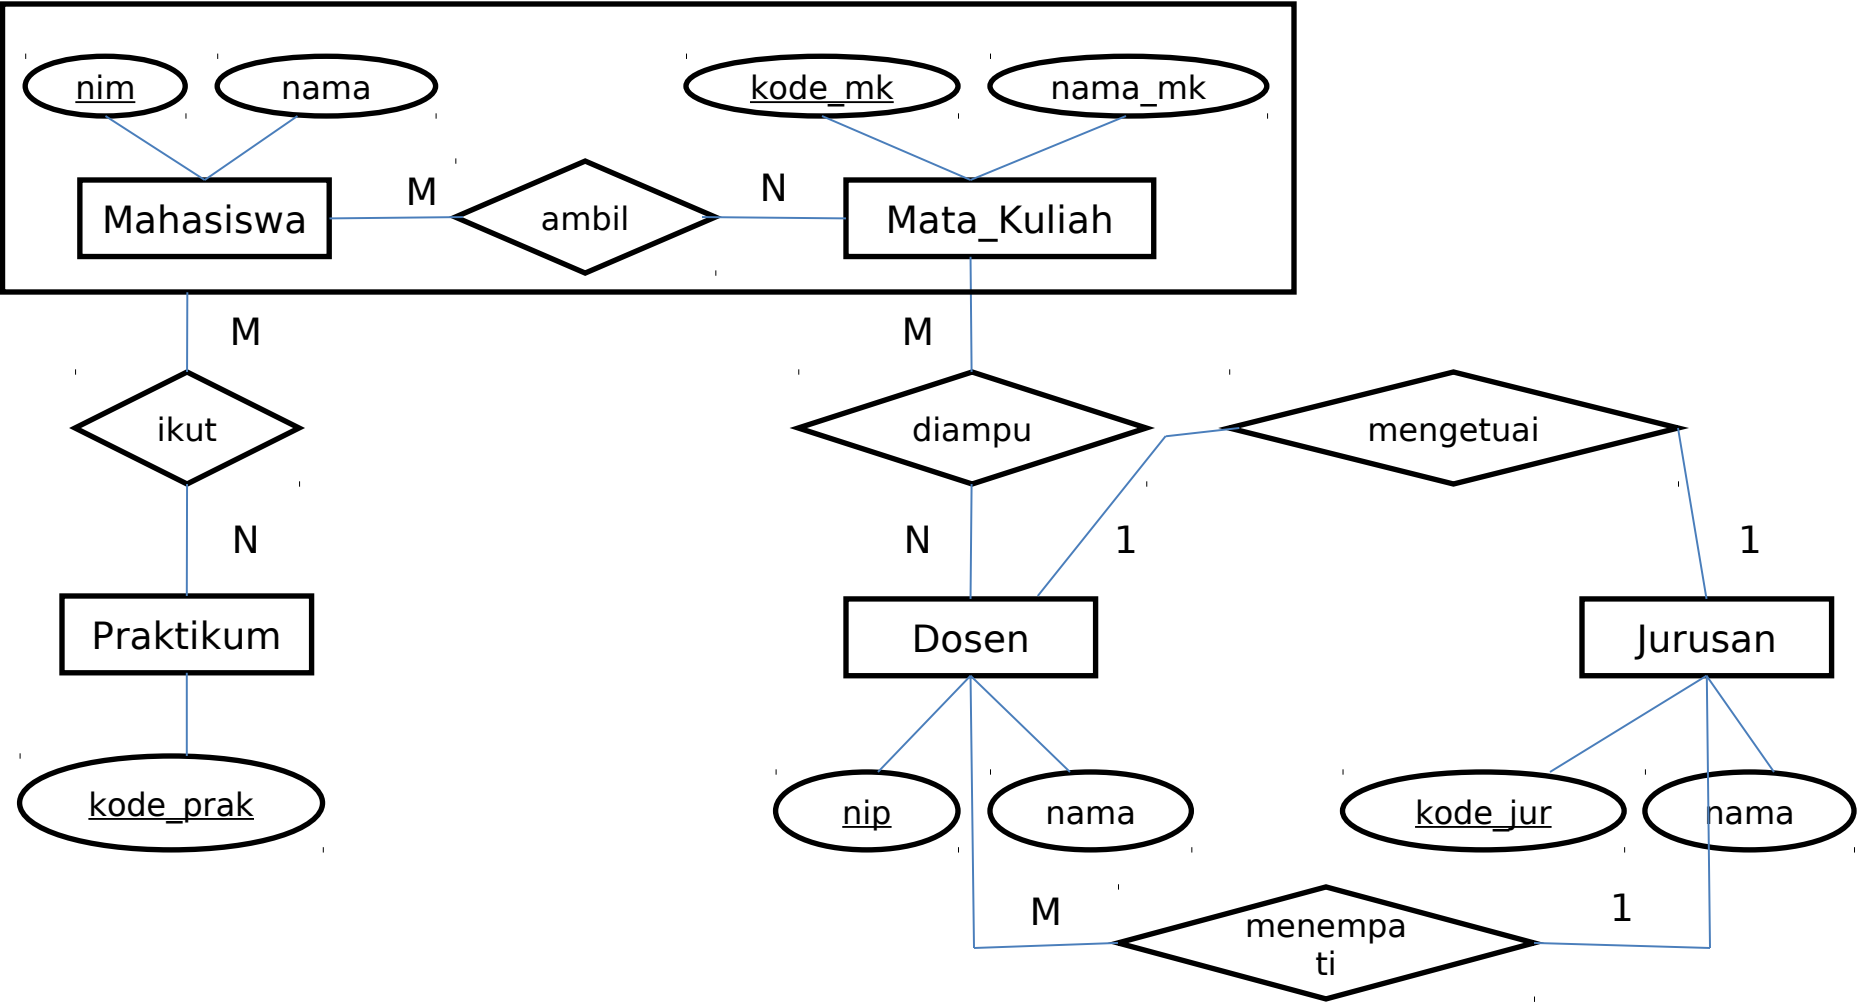 nim
nama
kode_mk
nama_mk
Mahasiswa
M
ambil
N
Mata_Kuliah
M
M
ikut
diampu
mengetuai
N
N
1
1
Praktikum
Dosen
Jurusan
kode_prak
nip
nama
kode_jur
nama
M
menempa
ti
1